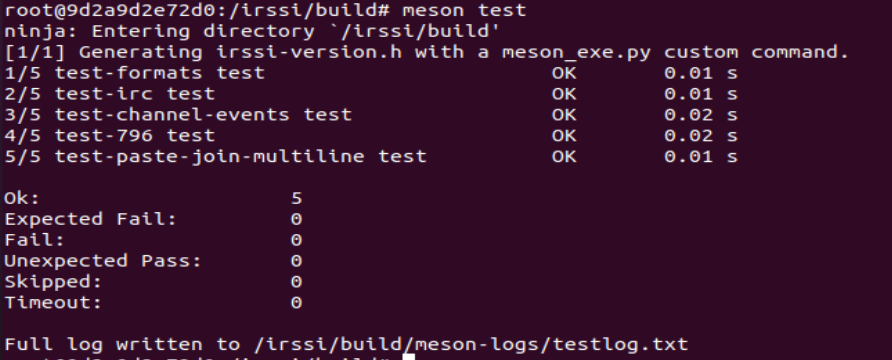 root@9d2a9d2e72d0:/irssi/build# meson test
ninja: Entering directory `/irssi/build'
[1/1] Generating irssi-version.h with a meson_exe.py custom command.
1/5 test-formats test OK 0.01 s
2/5 test-irc test OK 0.01 s
3/5 test-channel-events test OK 0.02 s
4/5 test-796 test OK 0.02 s
5/5 test-paste-join-multiline test OK 0.01 s
Ok: 5
Expected Fail: 0
Fail: 0
Unexpected Pass: 0
Skipped: 0
Timeout: 0
Full log written to /irssi/build/meson-logs/testlog.txt